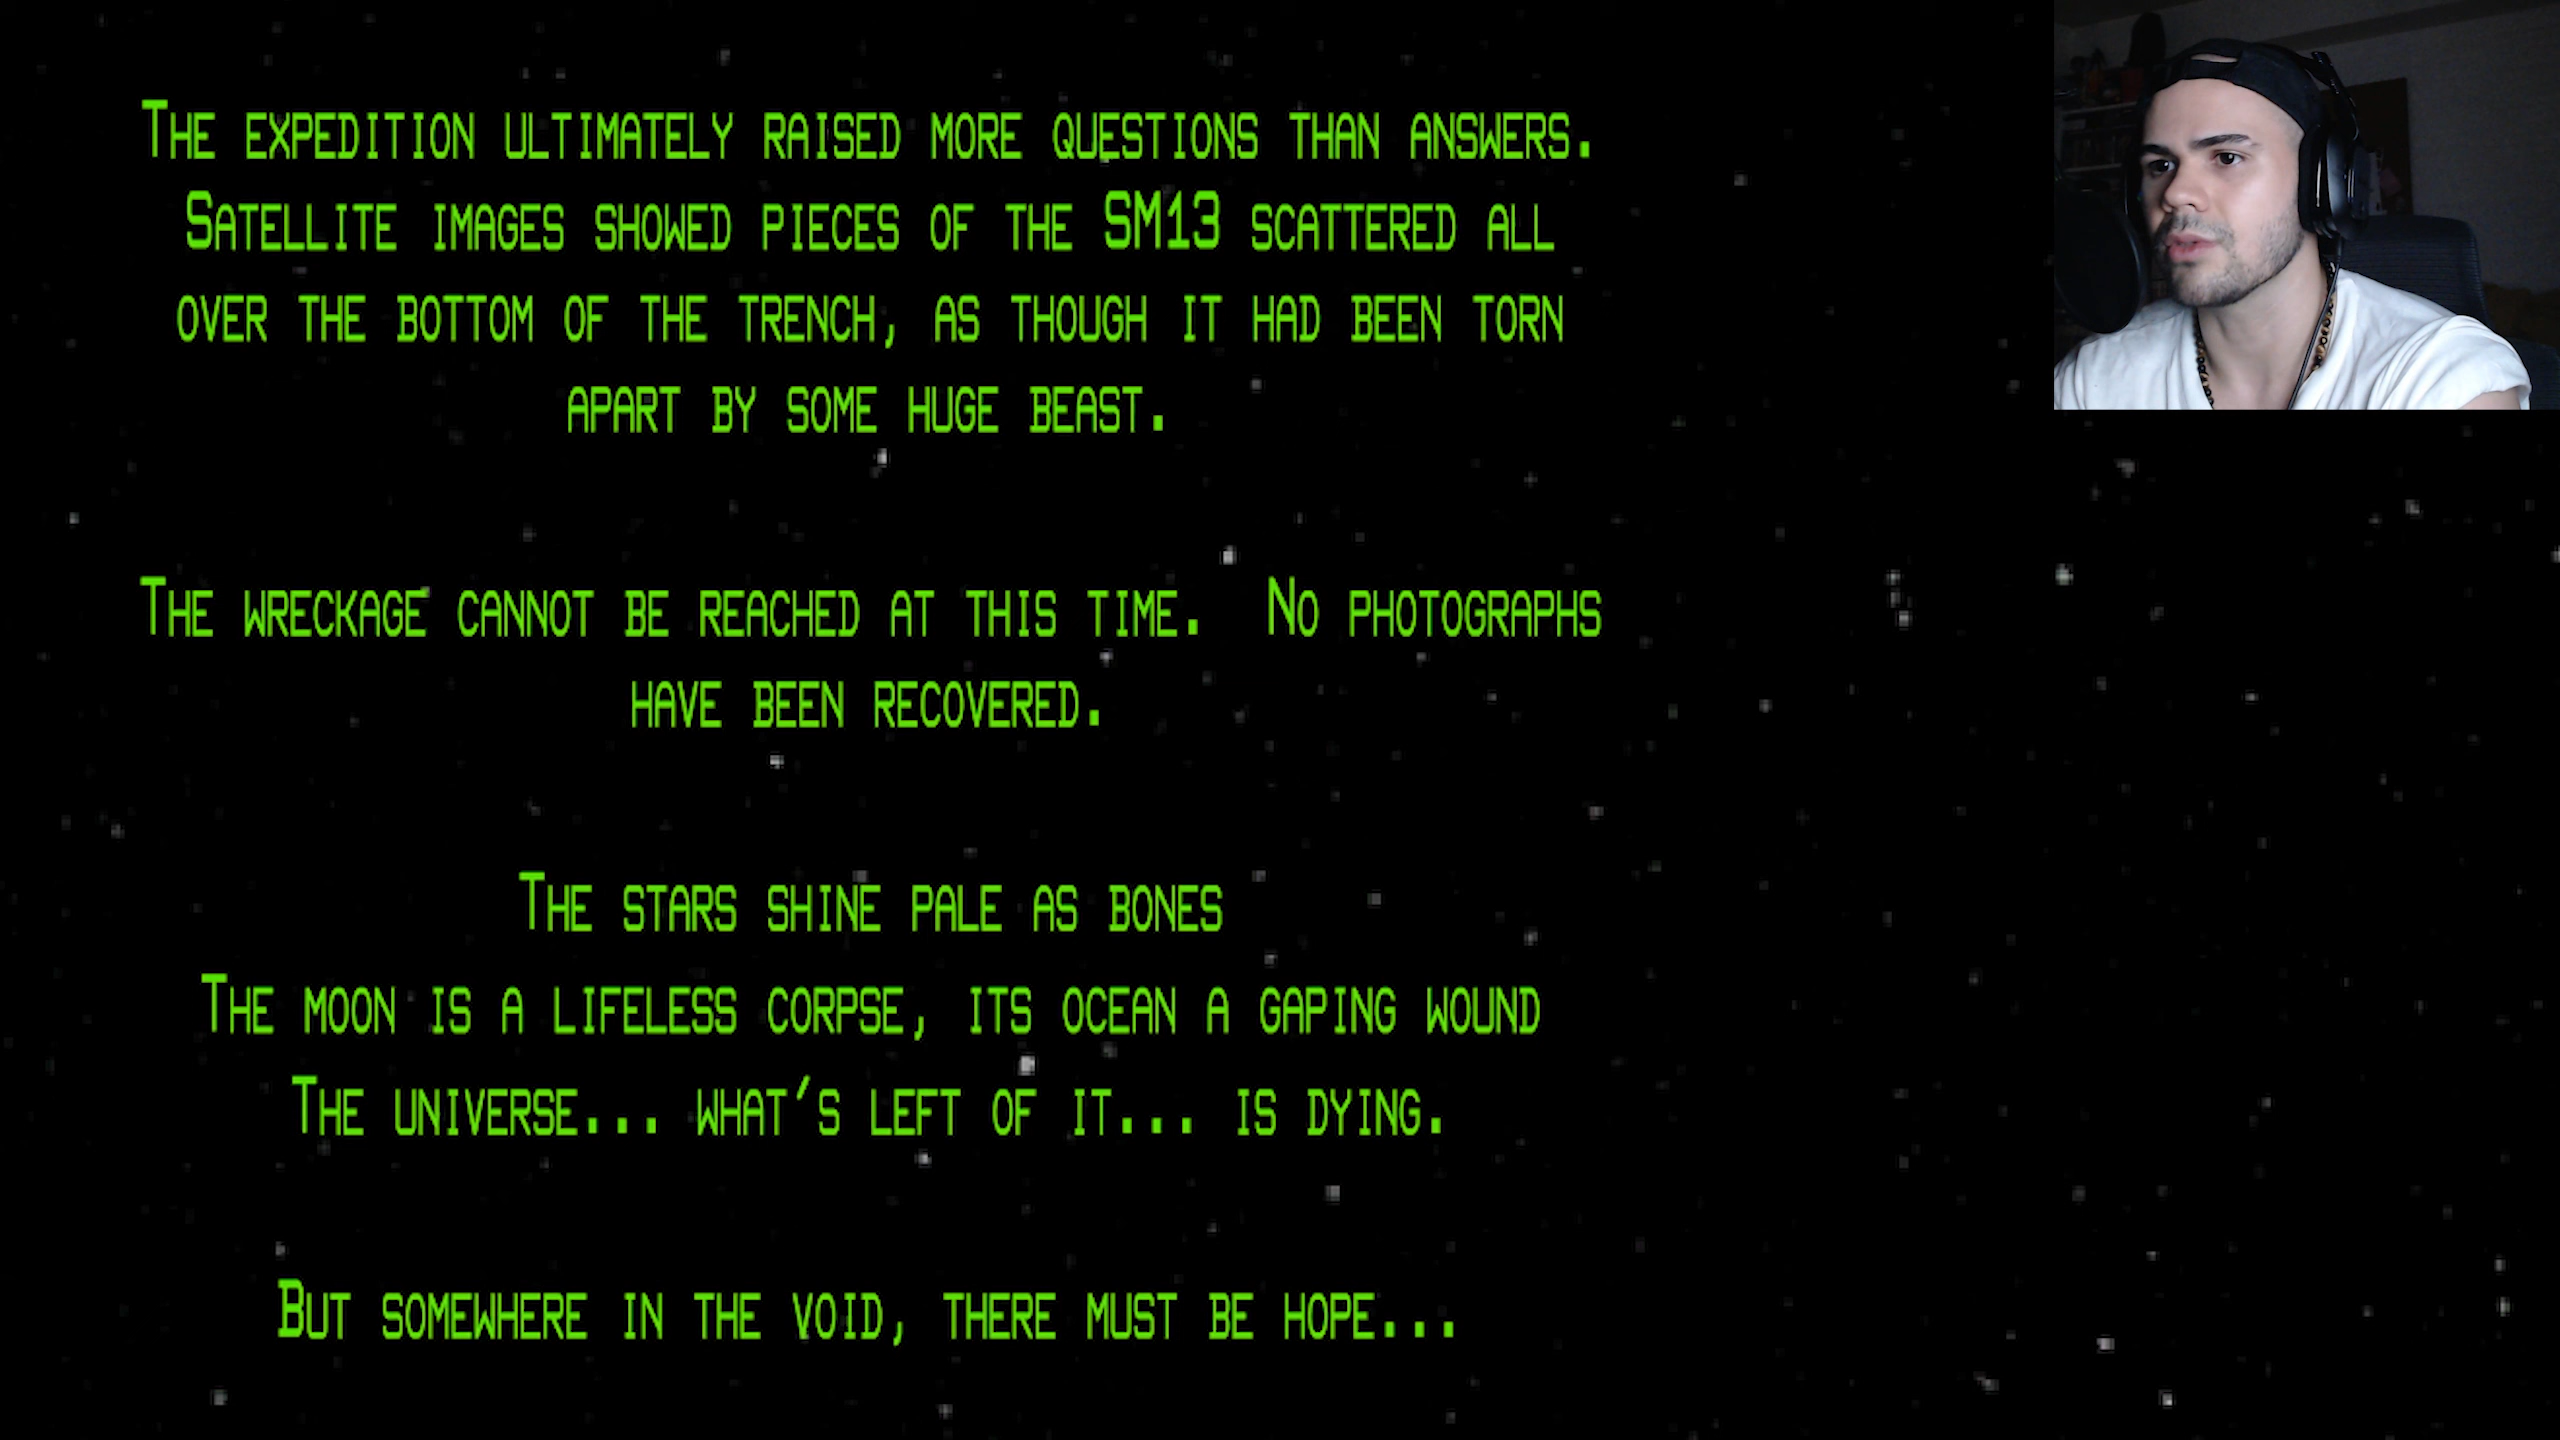 The expedition ultimately raised more questions than answers.
Satellite images showed pieces of the SM13 scattered all
over the bottom of the trench, as though it had been torn
apart by some huge beast.
The wreckage cannot be reached at this time.  No photographs
have been recovered.
The stars shine pale as bones
The moon is a lifeless corpse, its ocean a gaping wound
The universe... what's left of it... is dying.
But somewhere in the void, there must be hope...